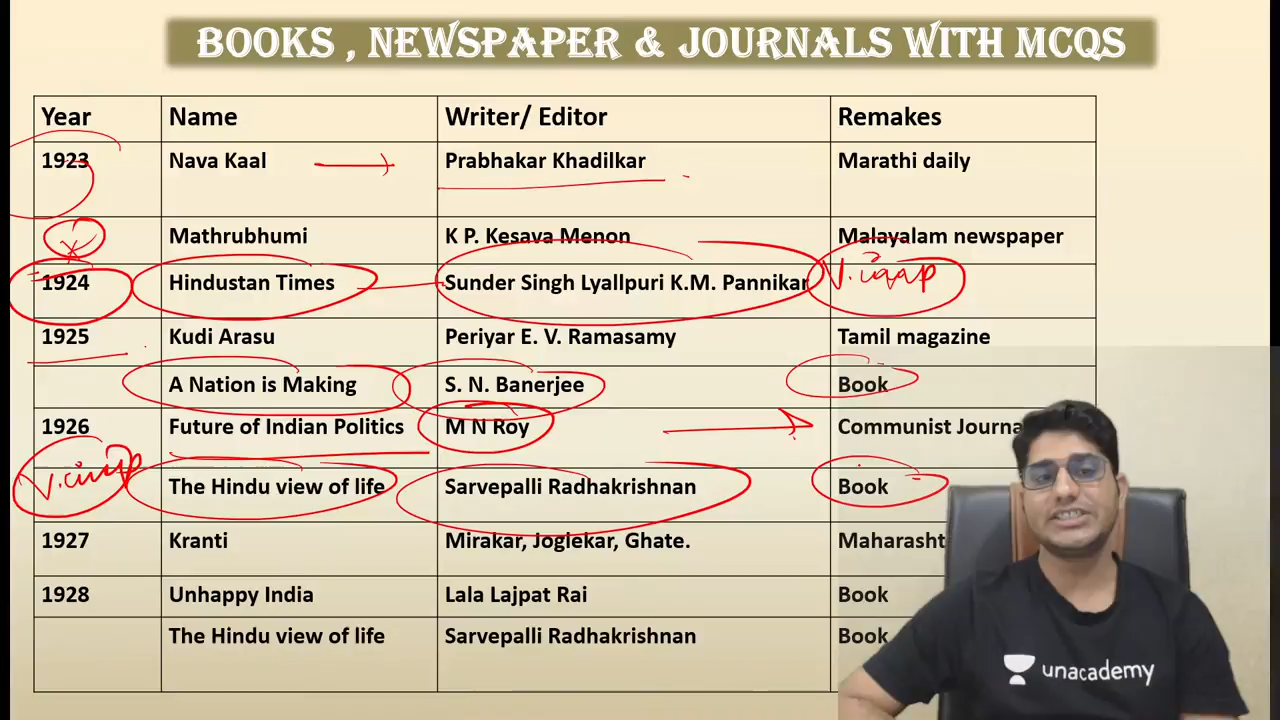 BOOKS , NEWSPAPER & JOURNALS WITH MCQS
Year Name Writer/ Editor Remakes
1923 Nava Kaal Prabhakar Khadilkar Marathi daily
Mathrubhumi K P. Kesava Menon Malayalam newspaper
1924 Hindustan Times Sunder Singh Lyallpuri K.M. Pannikar V. imp
1925 Kudi Arasu Periyar E. V. Ramasamy Tamil magazine
A Nation is Making S. N. Banerjee Book
1926 Future of Indian Politics M N Roy Communist Journa
V. imp The Hindu view of life Sarvepalli Radhakrishnan Book
1927 Kranti Mirakar, Joglekar, Ghate. Maharasht
1928 Unhappy India Lala Lajpat Rai Book
The Hindu view of life Sarvepalli Radhakrishnan Book
unacademy